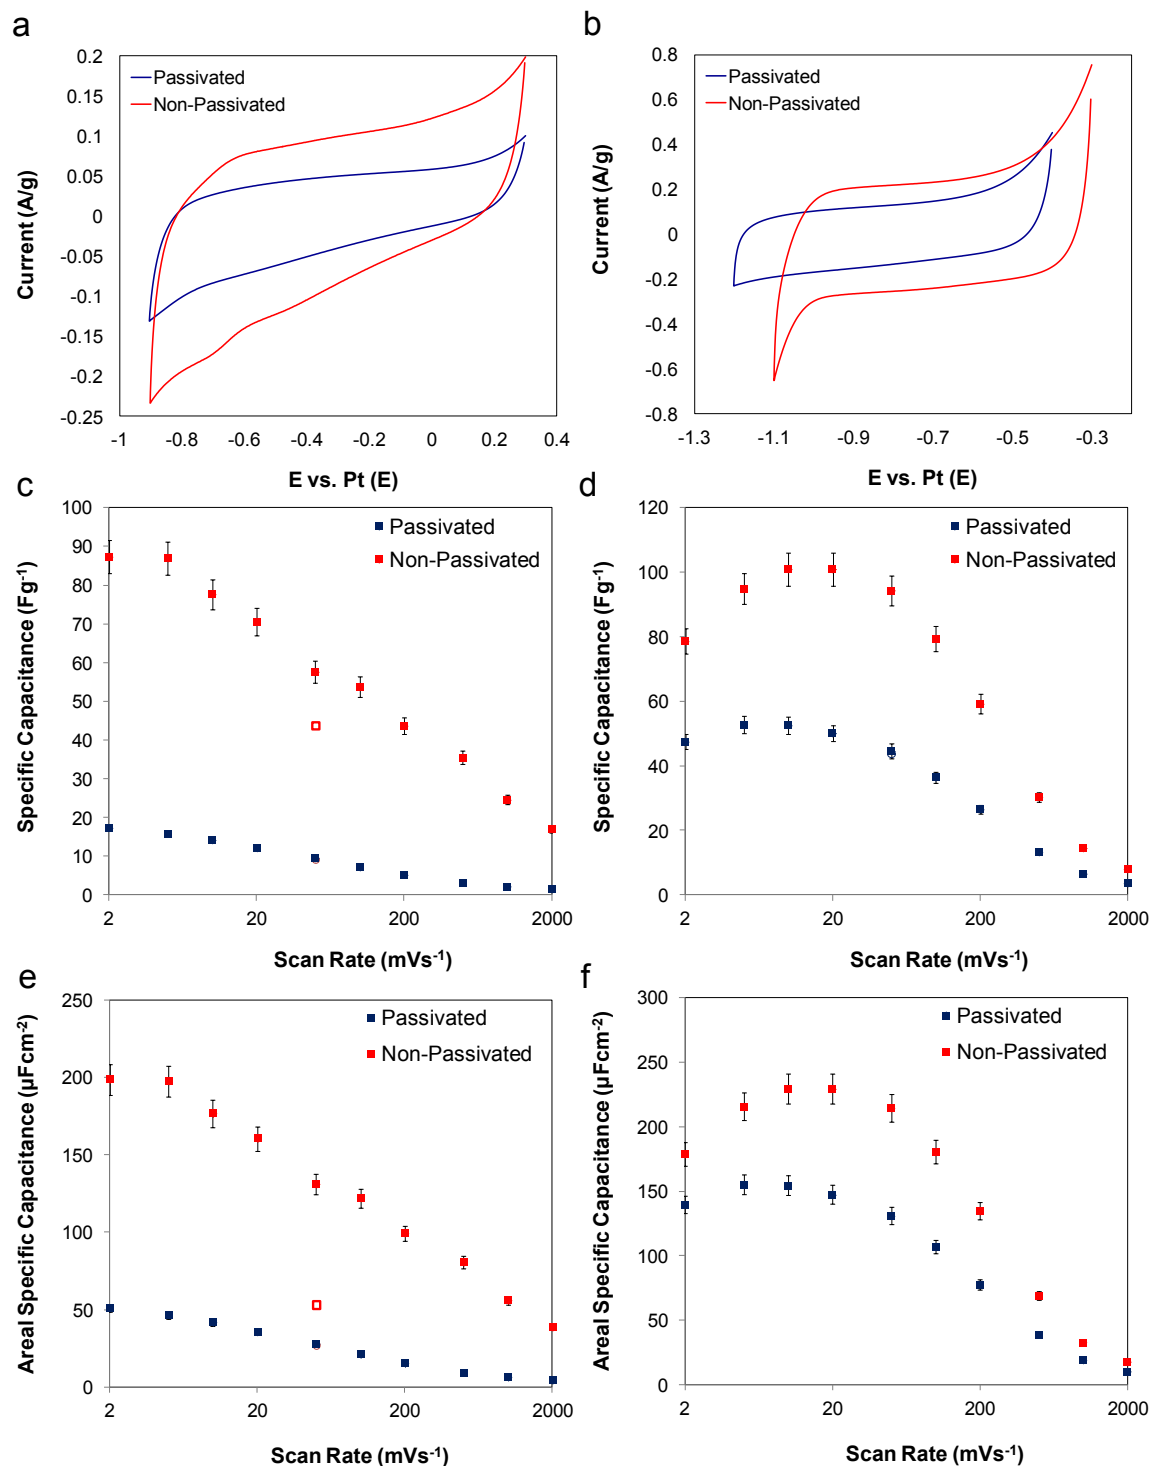 a
0.2
0.15
0.1
0.05
0
-0.05
-0.1
-0.15
-0.2
-0.25
Current (A/g)
Passivated
Non-Passivated
-1 -0.8 -0.6 -0.4 -0.2 0 0.2 0.4
E vs. Pt (E)
b
0.8
0.6
0.4
0.2
0
-0.2
-0.4
-0.6
-0.8
Current (A/g)
Passivated
Non-Passivated
-1.3 -1.1 -0.9 -0.7 -0.5 -0.3
E vs. Pt (E)
c
100
90
80
70
60
50
40
30
20
10
0
Specific Capacitance (Fg⁻¹)
Passivated
Non-Passivated
2 20 200 2000
Scan Rate (mVs⁻¹)
d
120
100
80
60
40
20
0
Specific Capacitance (Fg⁻¹)
Passivated
Non-Passivated
2 20 200 2000
Scan Rate (mVs⁻¹)
e
250
200
150
100
50
0
Areal Specific Capacitance (µFcm⁻²)
Passivated
Non-Passivated
2 20 200 2000
Scan Rate (mVs⁻¹)
f
300
250
200
150
100
50
0
Areal Specific Capacitance (µFcm⁻²)
Passivated
Non-Passivated
2 20 200 2000
Scan Rate (mVs⁻¹)